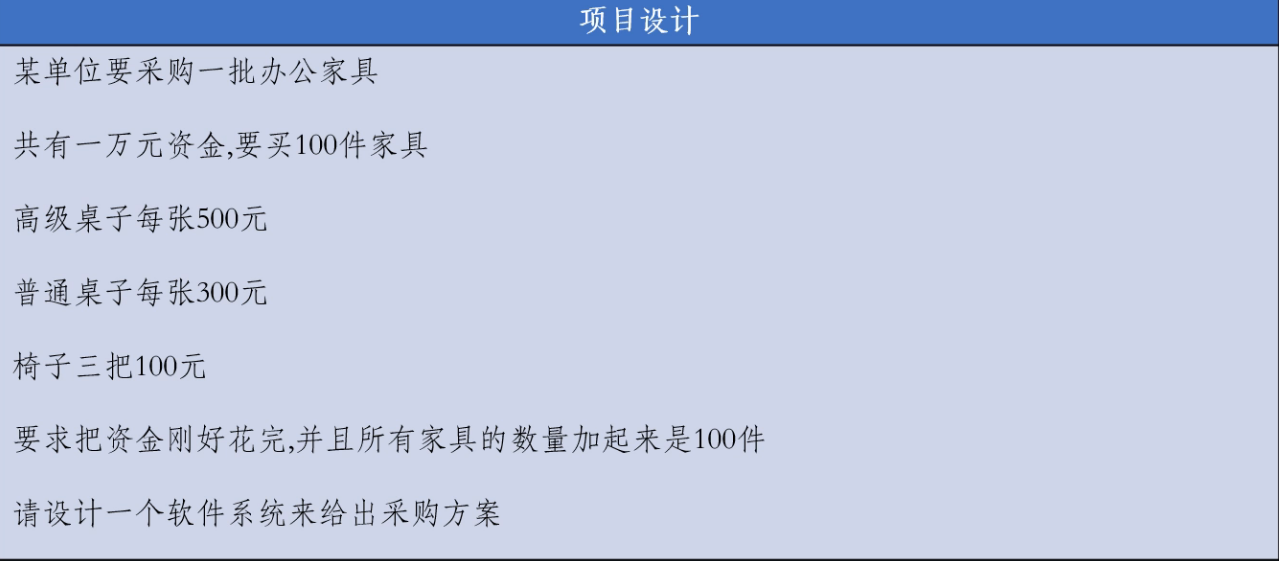 项目设计
某单位要采购一批办公家具
共有一万元资金,要买100件家具
高级桌子每张500元
普通桌子每张300元
椅子三把100元
要求把资金刚好花完,并且所有家具的数量加起来是100件
请设计一个软件系统来给出采购方案